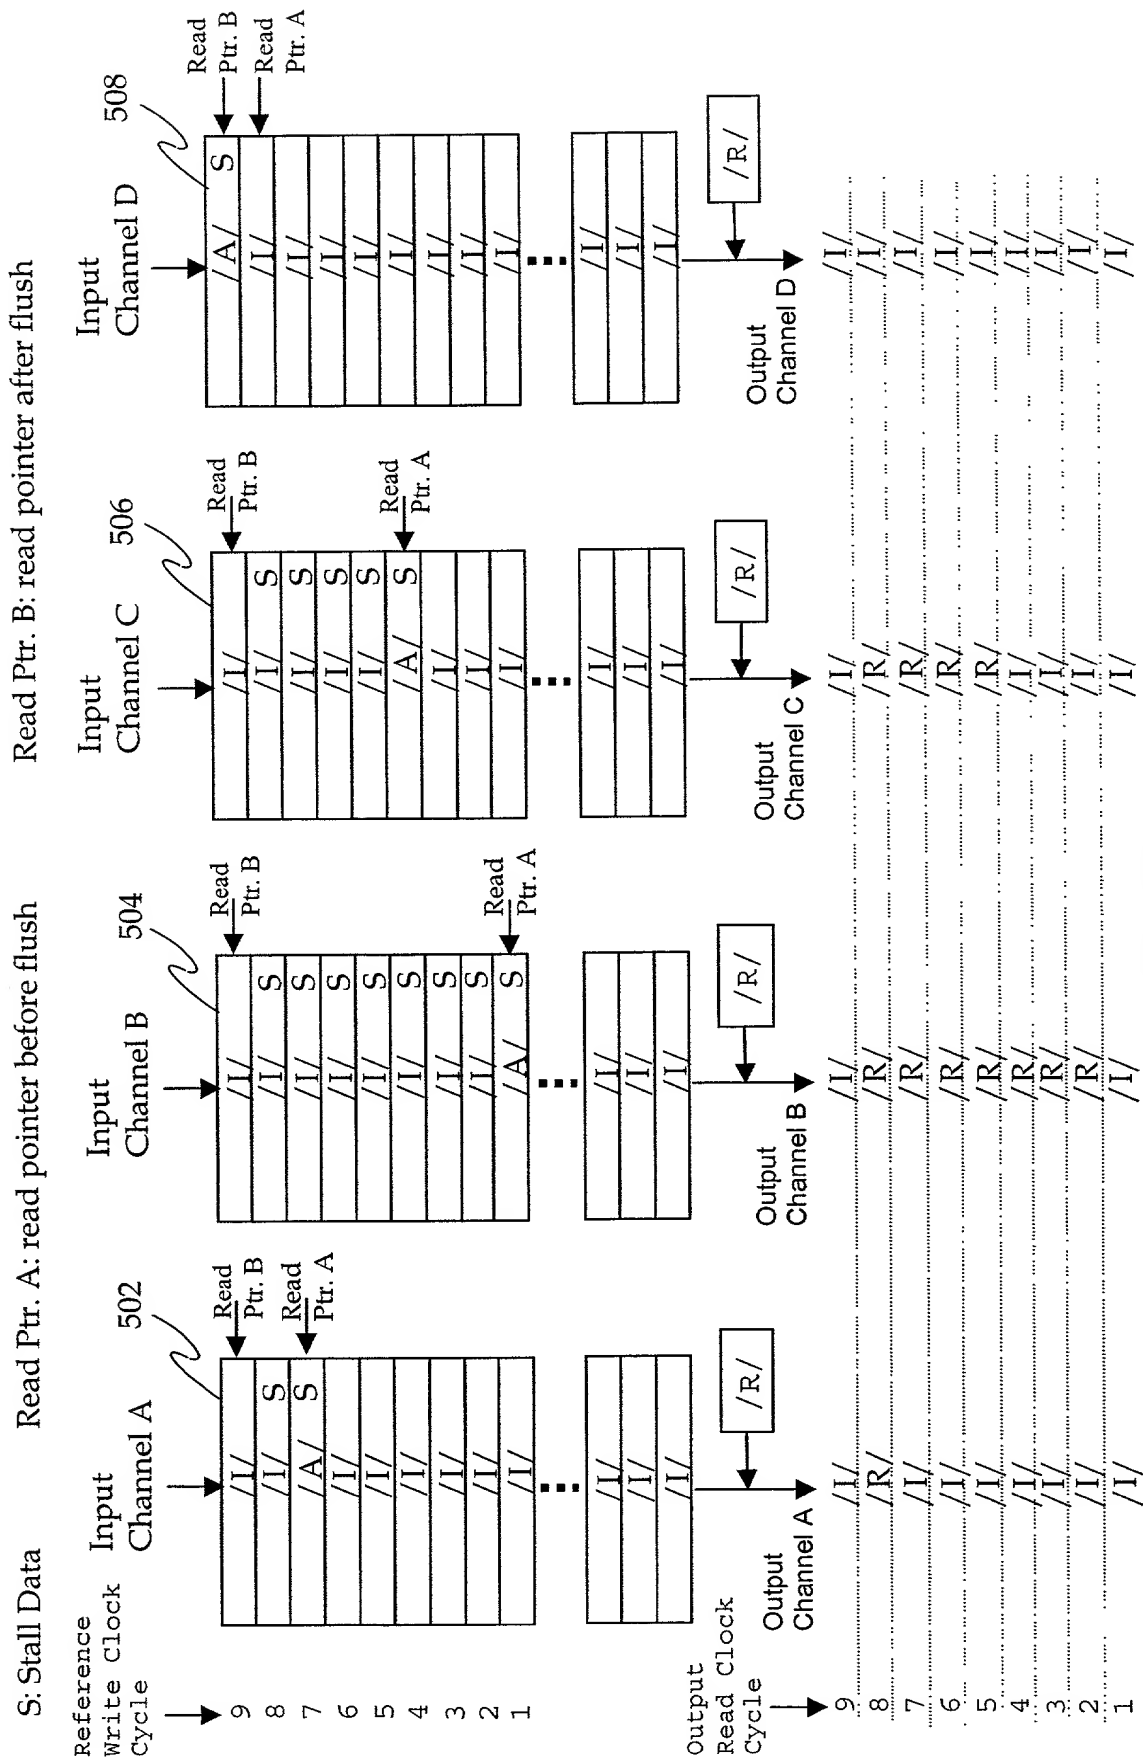 S: Stall Data Read Ptr. A: read pointer before flush Read Ptr. B: read pointer after flush
Reference
Write Clock
Cycle
Input
Channel A
502
Input
Channel B
504
Input
Channel C
506
Input
Channel D
508
9 /I/ /I/ /I/ /A/ S
8 /I/ S /I/ S /I/ S /I/
7 /A/ S /I/ S /I/ S /I/
6 /I/ /I/ S /I/ S /I/
5 /I/ /I/ S /I/ S /I/
4 /I/ /I/ S /A/ S /I/
3 /I/ /I/ S /I/ /I/
2 /I/ /I/ S /I/ /I/
1 /I/ /A/ S /I/ /I/
Read
Ptr. B
Read
Ptr. A
Read
Ptr. B
Read
Ptr. A
Read
Ptr. B
Read
Ptr. A
Read
Ptr. B
Read
Ptr. A
/I/ /I/ /I/ /I/
/I/ /I/ /I/ /I/
/I/ /I/ /I/ /I/
/R/ /R/ /R/ /R/
Output
Read Clock
Cycle
Output
Channel A
Output
Channel B
Output
Channel C
Output
Channel D
9 /I/ /I/ /I/ /I/
8 /R/ /R/ /R/ /I/
7 /I/ /R/ /R/ /I/
6 /I/ /R/ /R/ /I/
5 /I/ /R/ /R/ /I/
4 /I/ /R/ /I/ /I/
3 /I/ /R/ /I/ /I/
2 /I/ /R/ /I/ /I/
1 /I/ /I/ /I/ /I/